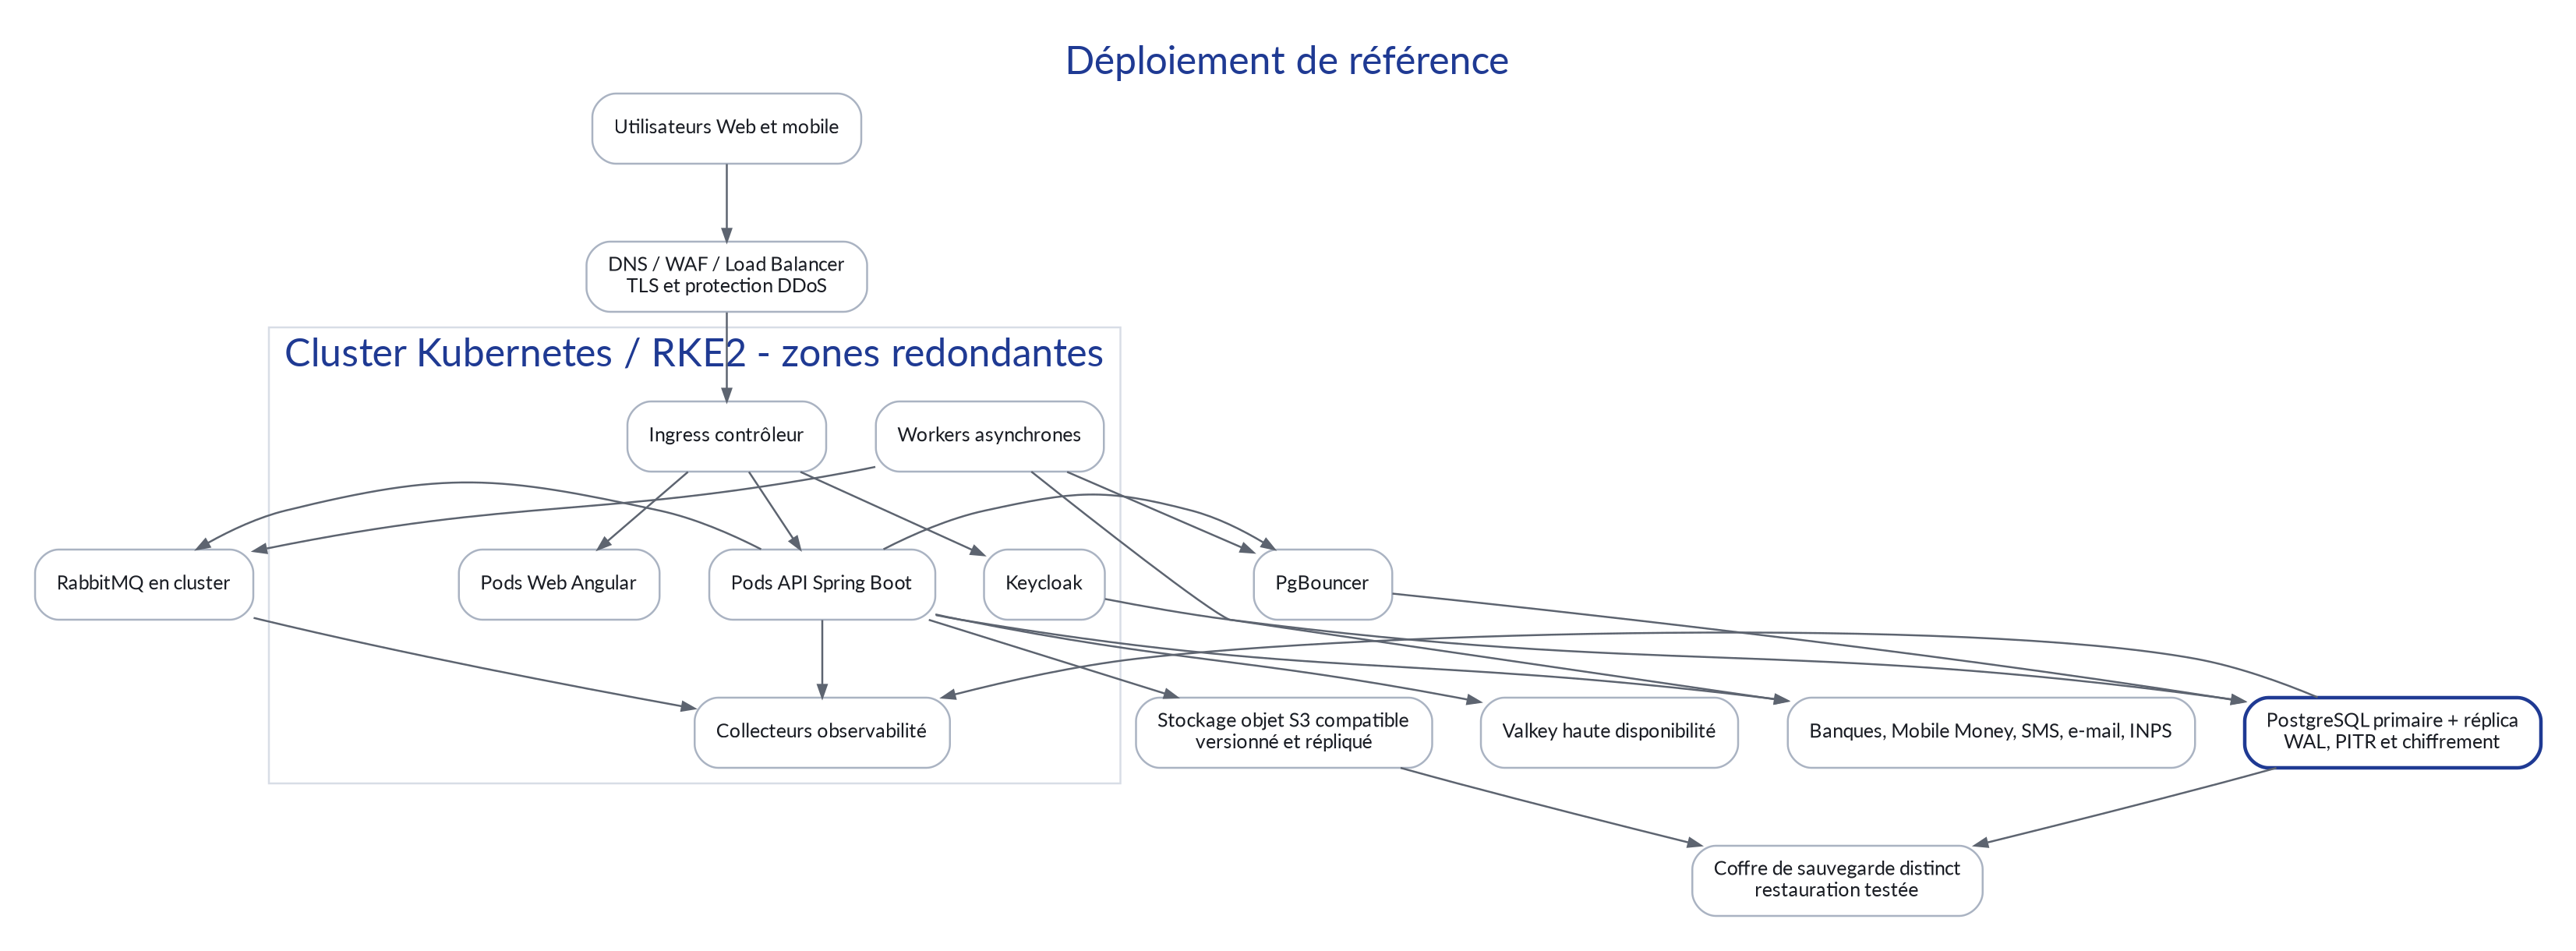 Déploiement de référence
Utilisateurs Web et mobile
DNS / WAF / Load Balancer
TLS et protection DDoS
Cluster Kubernetes / RKE2 - zones redondantes
Ingress contrôleur
Workers asynchrones
RabbitMQ en cluster
Pods Web Angular
Pods API Spring Boot
Keycloak
PgBouncer
Collecteurs observabilité
Stockage objet S3 compatible
versionné et répliqué
Valkey haute disponibilité
Banques, Mobile Money, SMS, e-mail, INPS
PostgreSQL primaire + réplica
WAL, PITR et chiffrement
Coffre de sauvegarde distinct
restauration testée